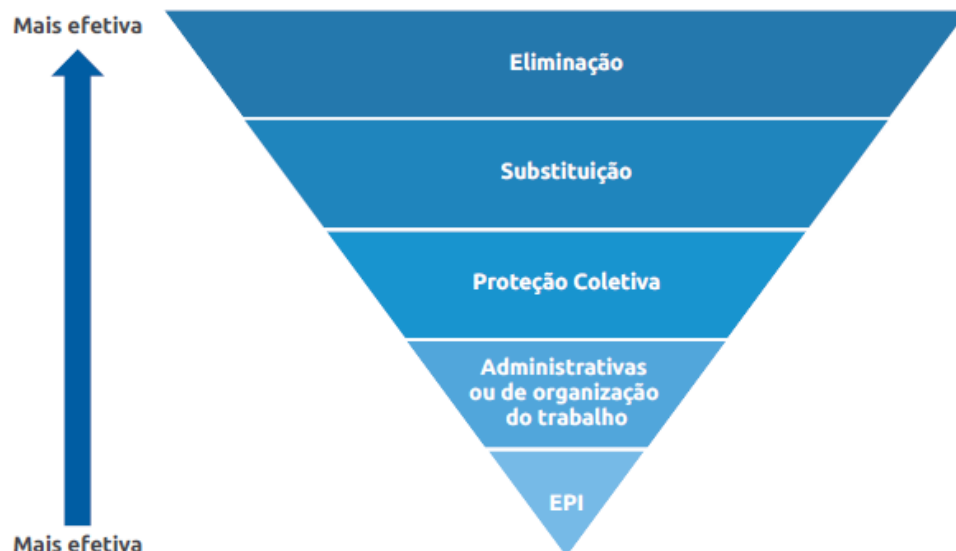 Mais efetiva
Eliminação
Substituição
Proteção Coletiva
Administrativas
ou de organização
do trabalho
EPI
Mais efetiva